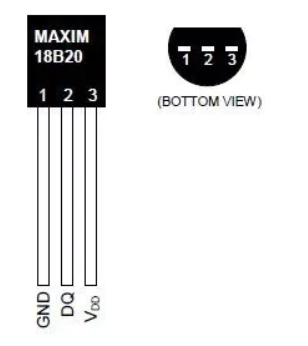 MAXIM
18B20
1 2 3
GND
DQ
VDD
1 2 3
(BOTTOM VIEW)